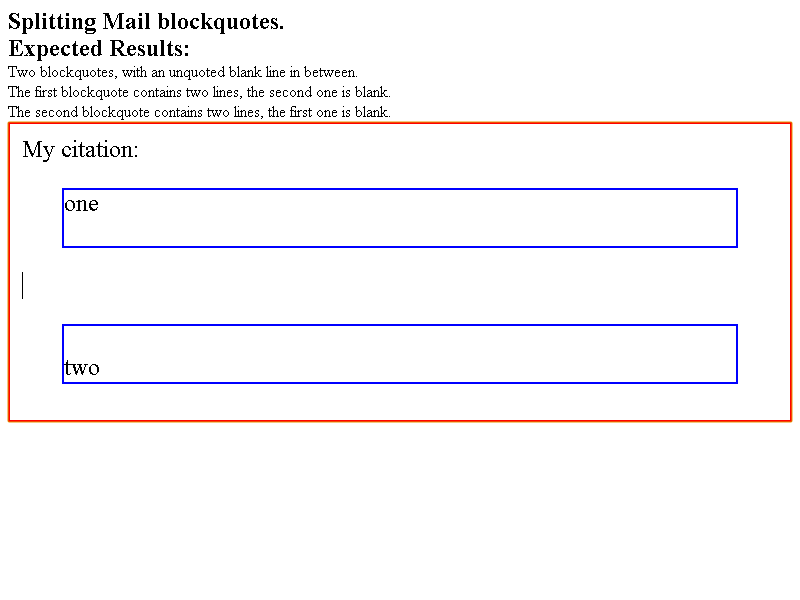 Splitting Mail blockquotes.
Expected Results:
Two blockquotes, with an unquoted blank line in between.
The first blockquote contains two lines, the second one is blank.
The second blockquote contains two lines, the first one is blank.
My citation:
one
two